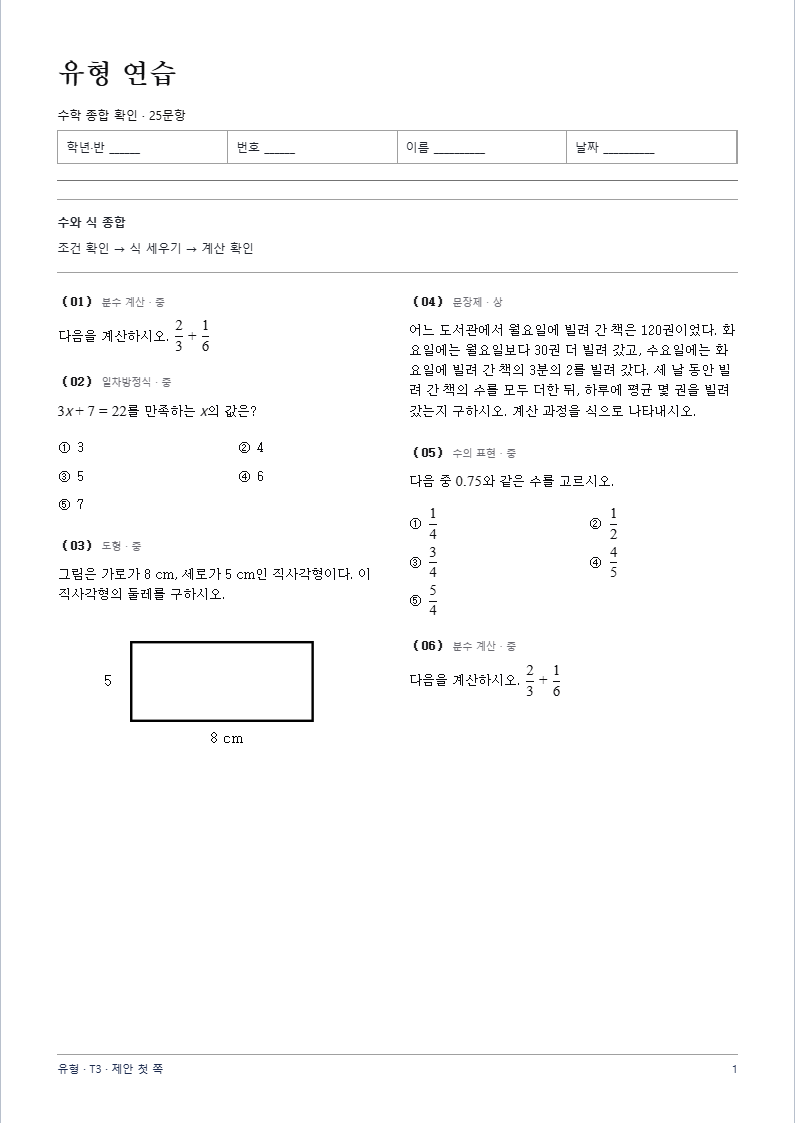 유형 연습
수학 종합 확인 · 25문항
학년·반 ______ 번호 ______ 이름 __________ 날짜 __________
수와 식 종합
조건 확인 → 식 세우기 → 계산 확인
(01) 분수 계산 · 중
다음을 계산하시오. 2/3 + 1/6
(02) 일차방정식 · 중
3x + 7 = 22를 만족하는 x의 값은?
① 3 ② 4
③ 5 ④ 6
⑤ 7
(03) 도형 · 중
그림은 가로가 8 cm, 세로가 5 cm인 직사각형이다. 이
직사각형의 둘레를 구하시오.
5
8 cm
(04) 문장제 · 상
어느 도서관에서 월요일에 빌려 간 책은 120권이었다. 화
요일에는 월요일보다 30권 더 빌려 갔고, 수요일에는 화
요일에 빌려 간 책의 3분의 2를 빌려 갔다. 세 날 동안 빌
려 간 책의 수를 모두 더한 뒤, 하루에 평균 몇 권을 빌려
갔는지 구하시오. 계산 과정을 식으로 나타내시오.
(05) 수의 표현 · 중
다음 중 0.75와 같은 수를 고르시오.
① 1/4 ② 1/2
③ 3/4 ④ 4/5
⑤ 5/4
(06) 분수 계산 · 중
다음을 계산하시오. 2/3 + 1/6
유형 · T3 · 제안 첫 쪽 1